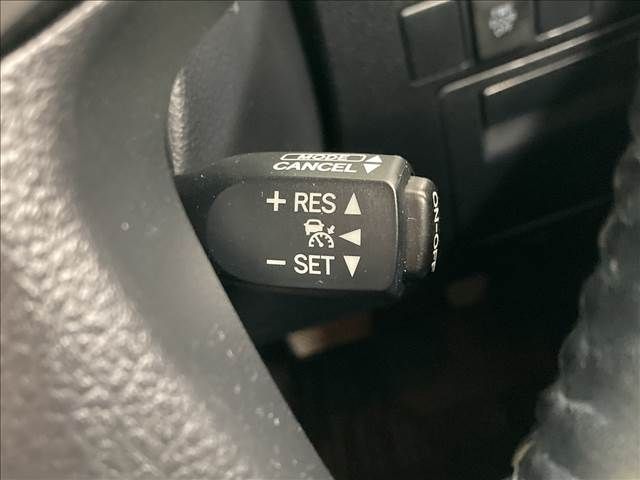 MODE
CANCEL
+ RES ▲
◀
− SET ▼
ON-OFF